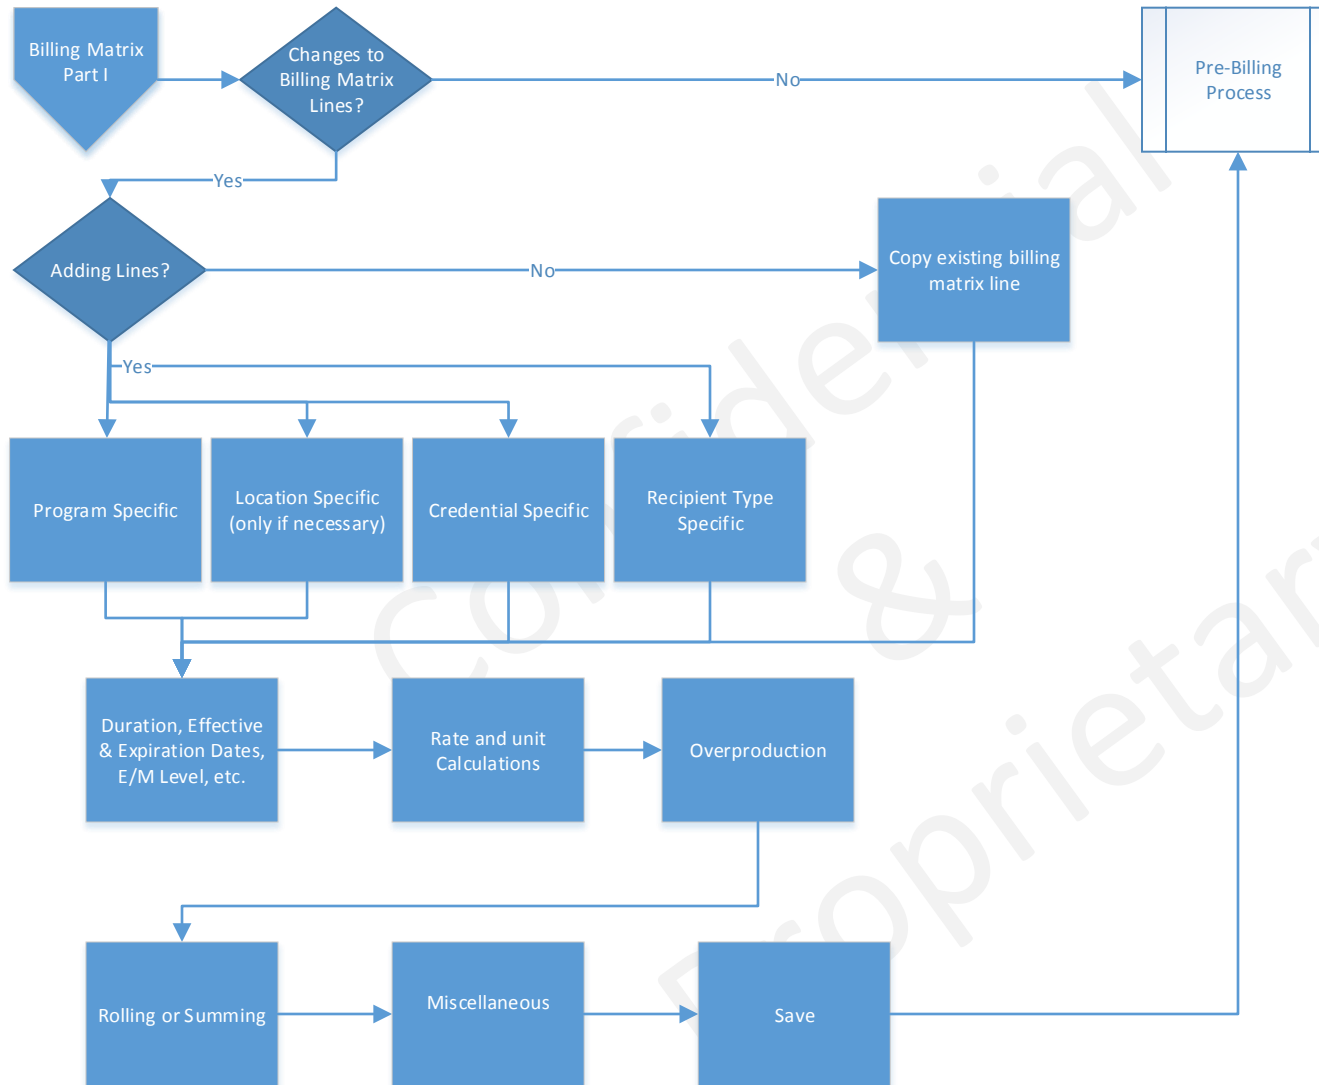 Billing Matrix
Part I
Changes to
Billing Matrix
Lines?
No
Pre-Billing
Process
Yes
Adding Lines?
No
Copy existing billing
matrix line
Yes
Program Specific
Location Specific
(only if necessary)
Credential Specific
Recipient Type
Specific
Duration, Effective
& Expiration Dates,
E/M Level, etc.
Rate and unit
Calculations
Overproduction
Rolling or Summing
Miscellaneous
Save
Confidential
&
Proprietar